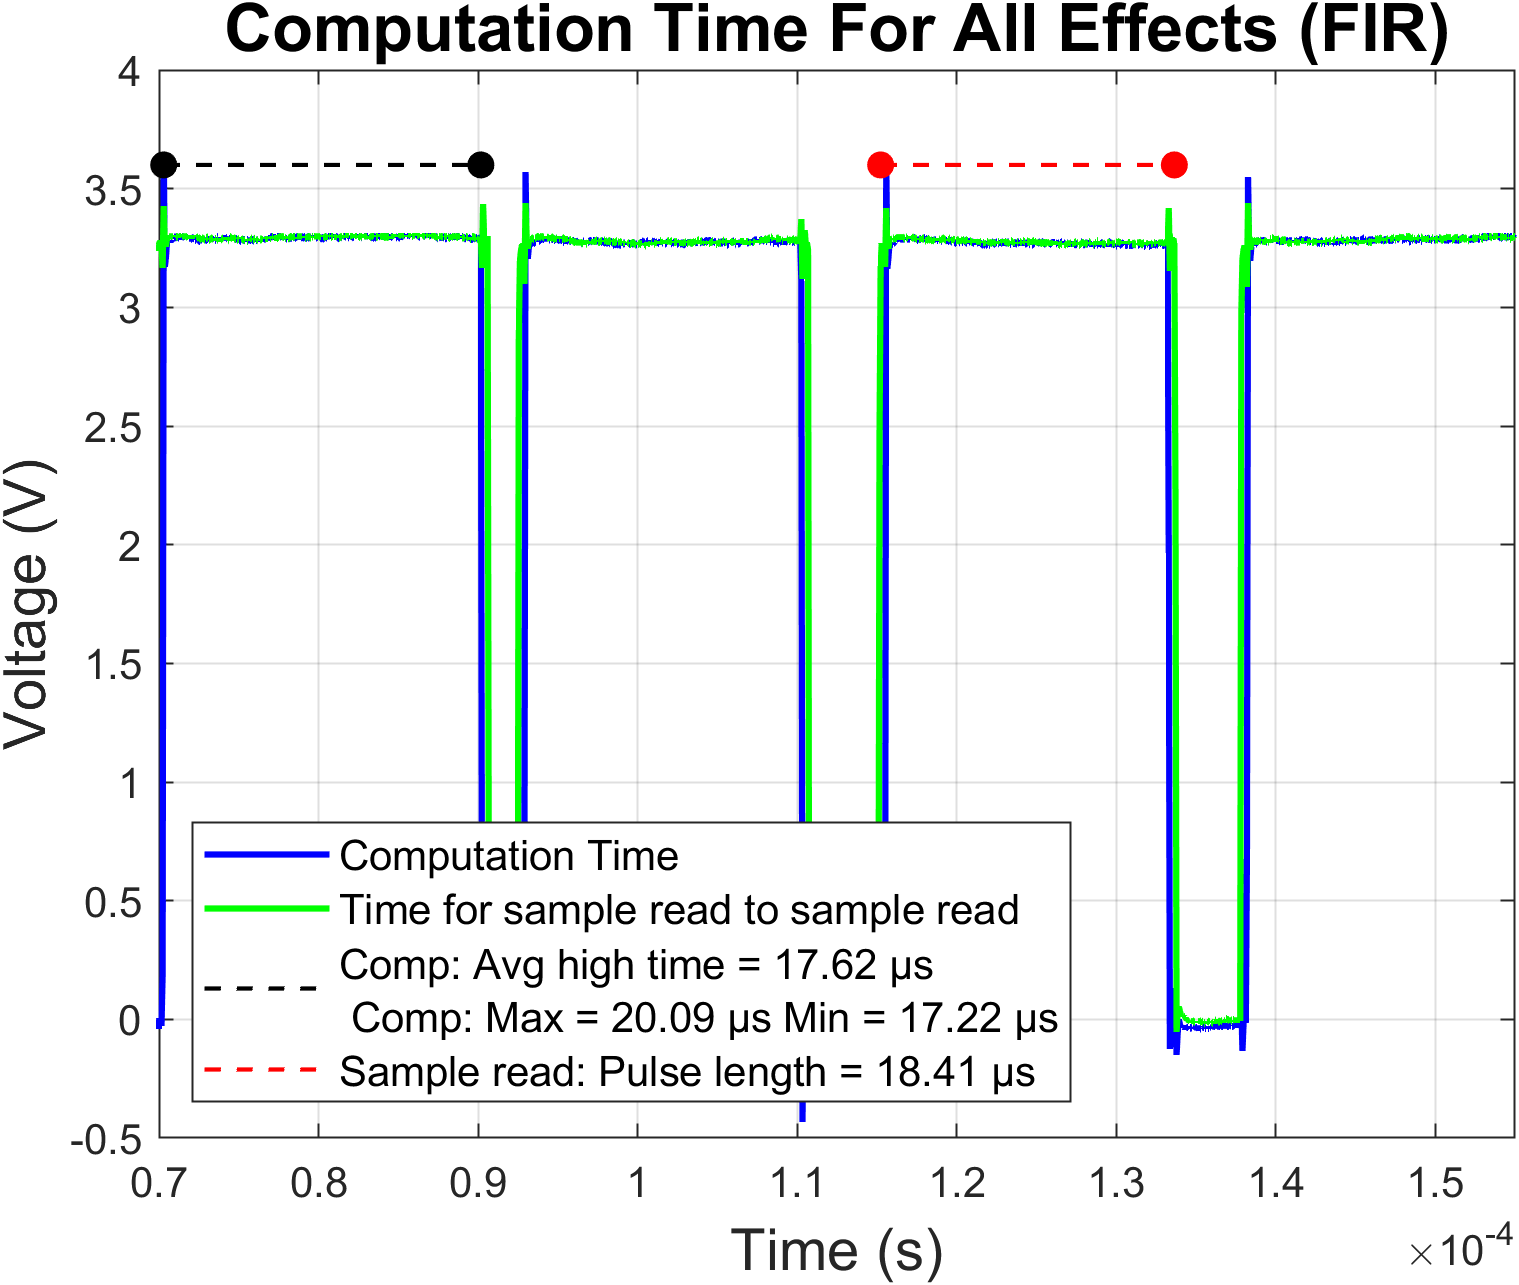 Computation Time For All Effects (FIR)
4
3.5
3
2.5
2
1.5
1
0.5
0
-0.5
Voltage (V)
Computation Time
Time for sample read to sample read
Comp: Avg high time = 17.62 µs
Comp: Max = 20.09 µs Min = 17.22 µs
Sample read: Pulse length = 18.41 µs
0.7 0.8 0.9 1 1.1 1.2 1.3 1.4 1.5
Time (s)
×10-4